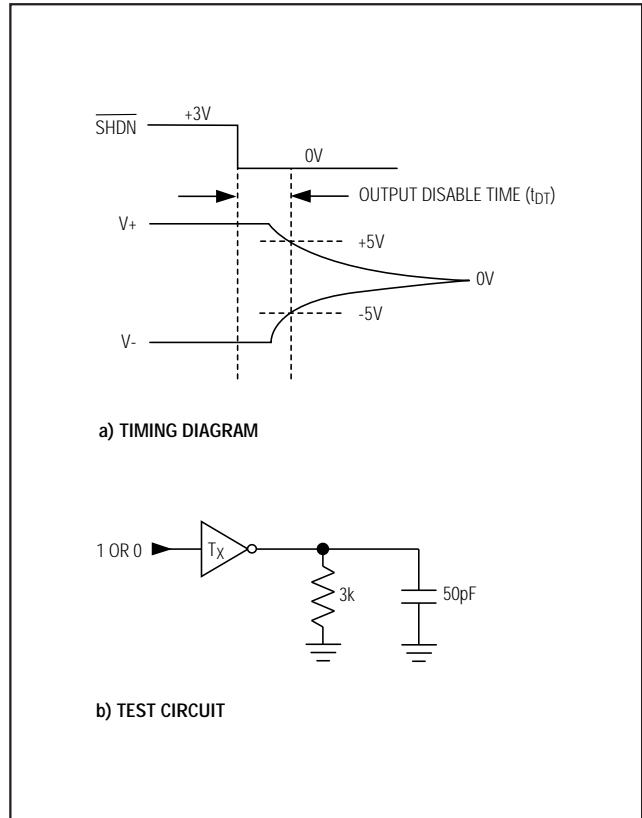 +3V
SHDN
0V
OUTPUT DISABLE TIME (tDT)
V+
+5V
0V
-5V
V-
a) TIMING DIAGRAM
1 OR 0
TX
3k
50pF
b) TEST CIRCUIT